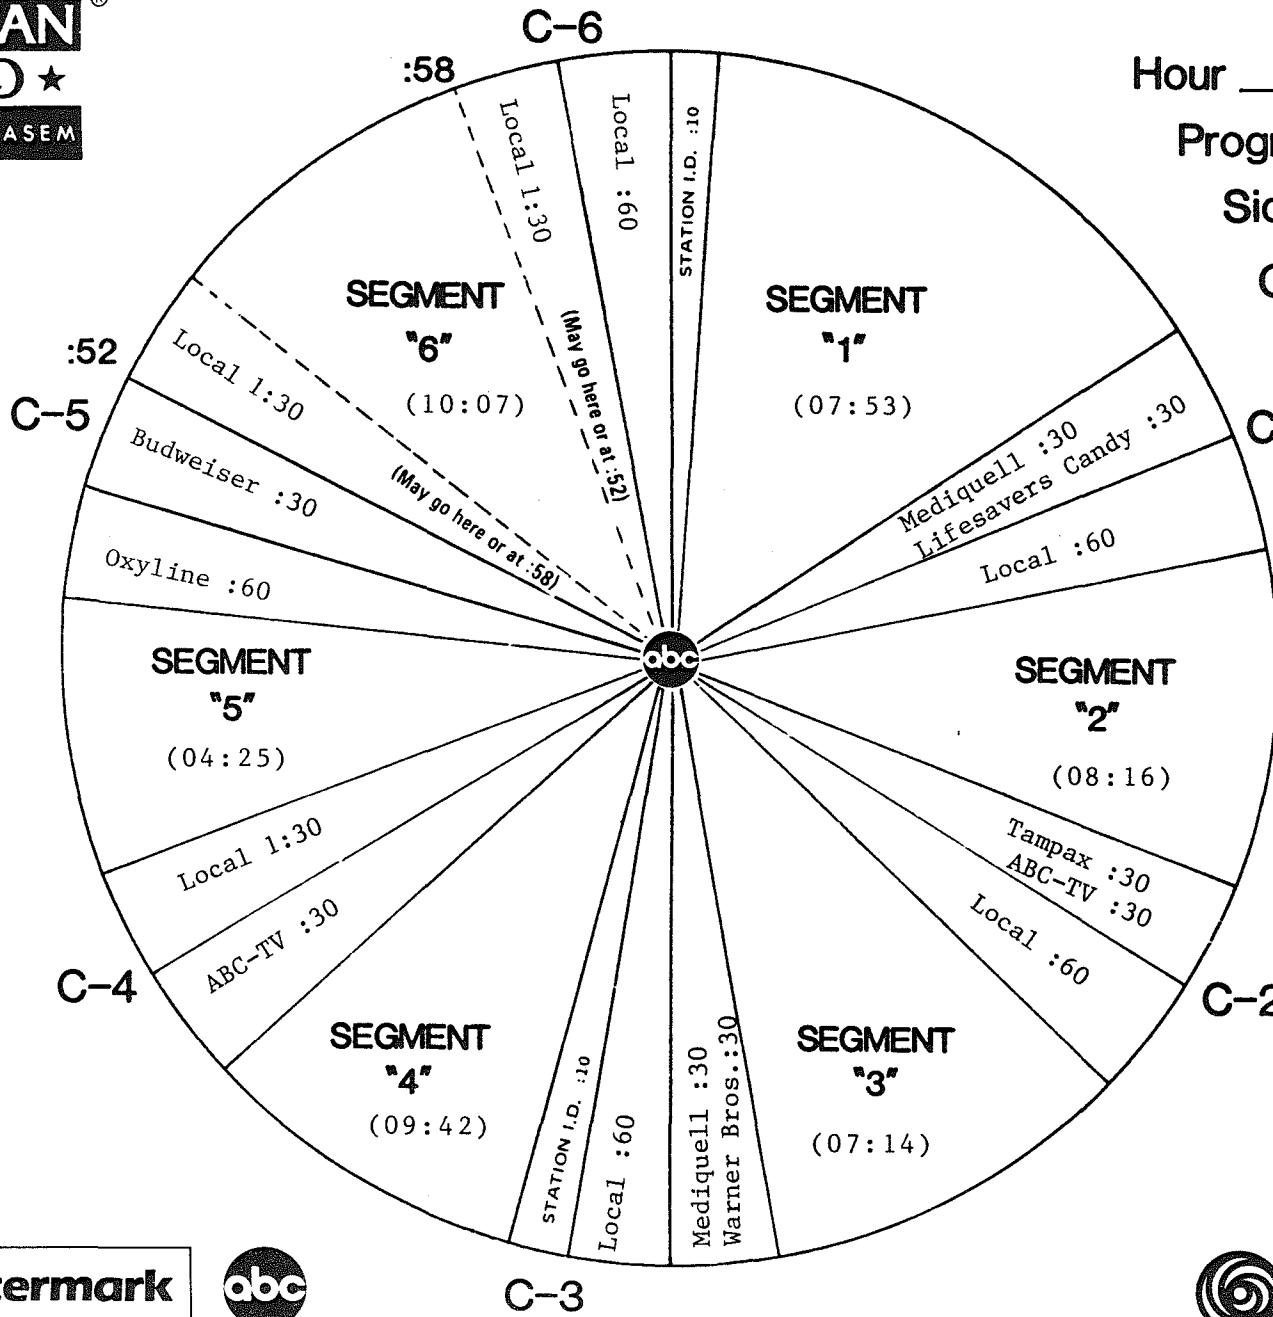 C-6
:58
Hour
ASEM
Local 1:30
Local :60
STATION I.D. :10
SEGMENT
"1"
(07:53)
Mediquell :30
Lifesavers Candy :30
Local :60
SEGMENT
"2"
(08:16)
Tampax :30
ABC-TV :30
Local :60
C-2
SEGMENT
"3"
(07:14)
Mediquell :30
Warner Bros.:30
C-3
Local :60
STATION I.D. :10
SEGMENT
"4"
(09:42)
C-4
ABC-TV :30
Local 1:30
SEGMENT
"5"
(04:25)
Oxyline :60
Budweiser :30
C-5
:52
Local 1:30
(May go here or at :58)
SEGMENT
"6"
(10:07)
(May go here or at :52)
abc
termark
abc